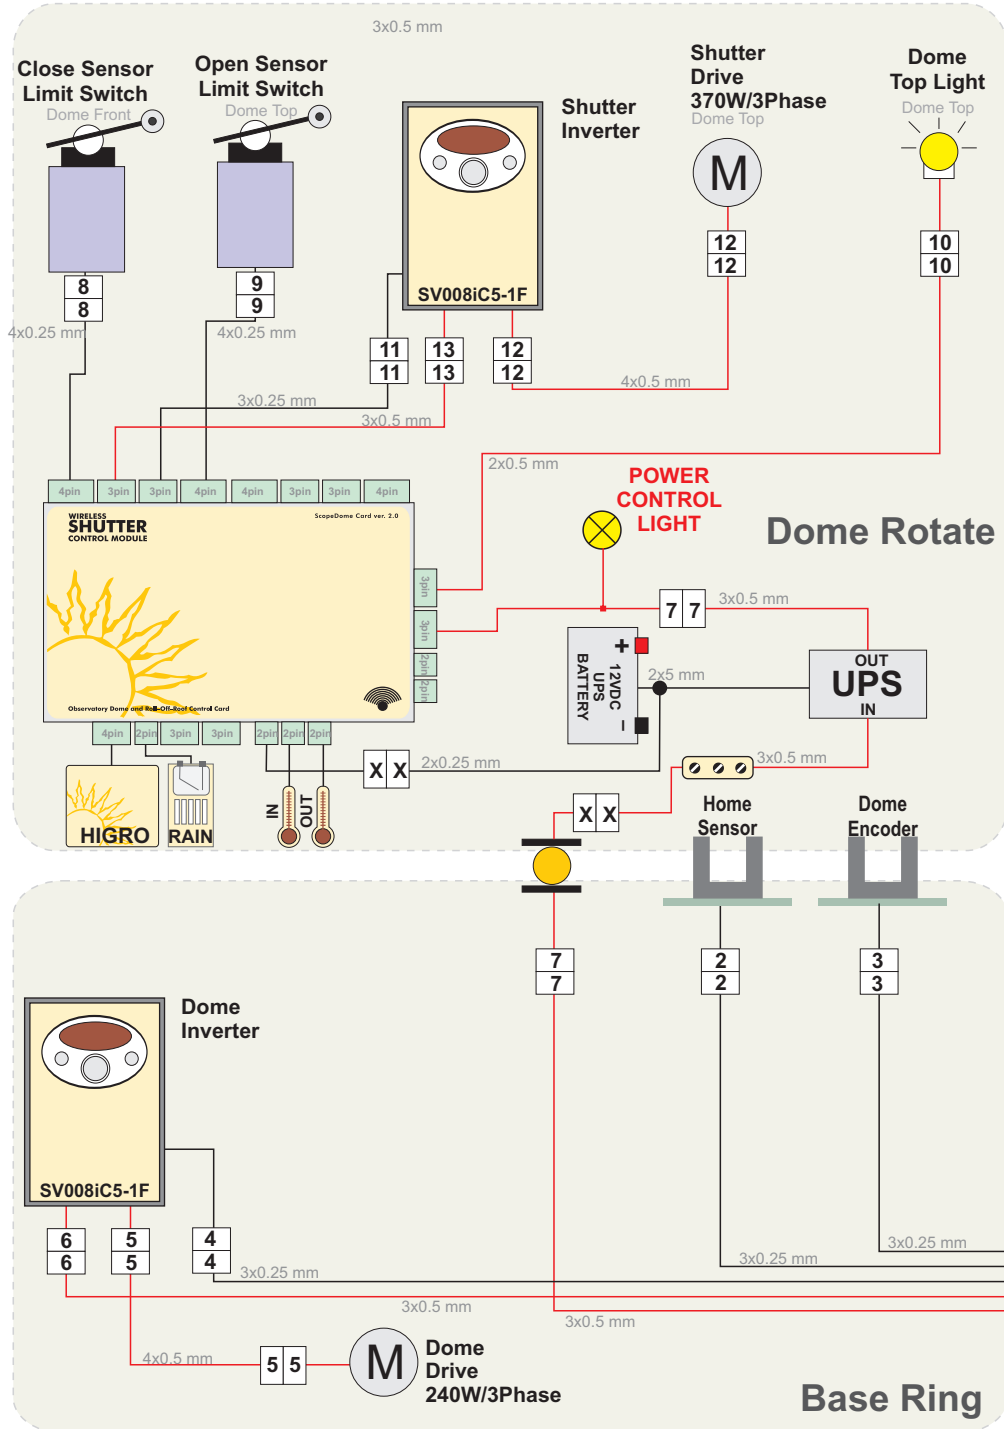 3x0.5 mm
Close Sensor
Limit Switch
Dome Front
Open Sensor
Limit Switch
Dome Top
Shutter
Inverter
Shutter
Drive
370W/3Phase
Dome Top
M
Dome
Top Light
Dome Top
SV008iC5-1F
8
8
9
9
12
12
10
10
4x0.25 mm
4x0.25 mm
11
11
13
13
12
12
4x0.5 mm
3x0.25 mm
3x0.5 mm
2x0.5 mm
4pin
3pin
3pin
4pin
4pin
3pin
3pin
4pin
WIRELESS
SHUTTER
CONTROL MODULE
ScopeDome Card ver. 2.0
POWER
CONTROL
LIGHT
Dome Rotate
3pin
3pin
2pin
2pin
7 7
3x0.5 mm
+
12VDC
UPS
BATTERY
–
2x5 mm
OUT
UPS
IN
Observatory Dome and Roll-Off-Roof Control Card
4pin
2pin
3pin
3pin
2pin
2pin
2pin
X X
2x0.25 mm
3x0.5 mm
HIGRO
RAIN
IN
OUT
X X
Home
Sensor
Dome
Encoder
7
7
2
2
3
3
Dome
Inverter
SV008iC5-1F
6
6
5
5
4
4
3x0.25 mm
3x0.25 mm
3x0.25 mm
3x0.5 mm
3x0.5 mm
4x0.5 mm
5 5
M
Dome
Drive
240W/3Phase
Base Ring